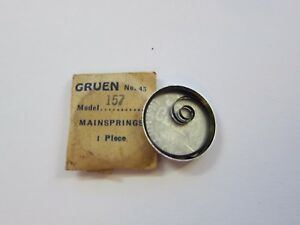 GRUEN No. 45
Model 157
MAINSPRINGS
1 Piece